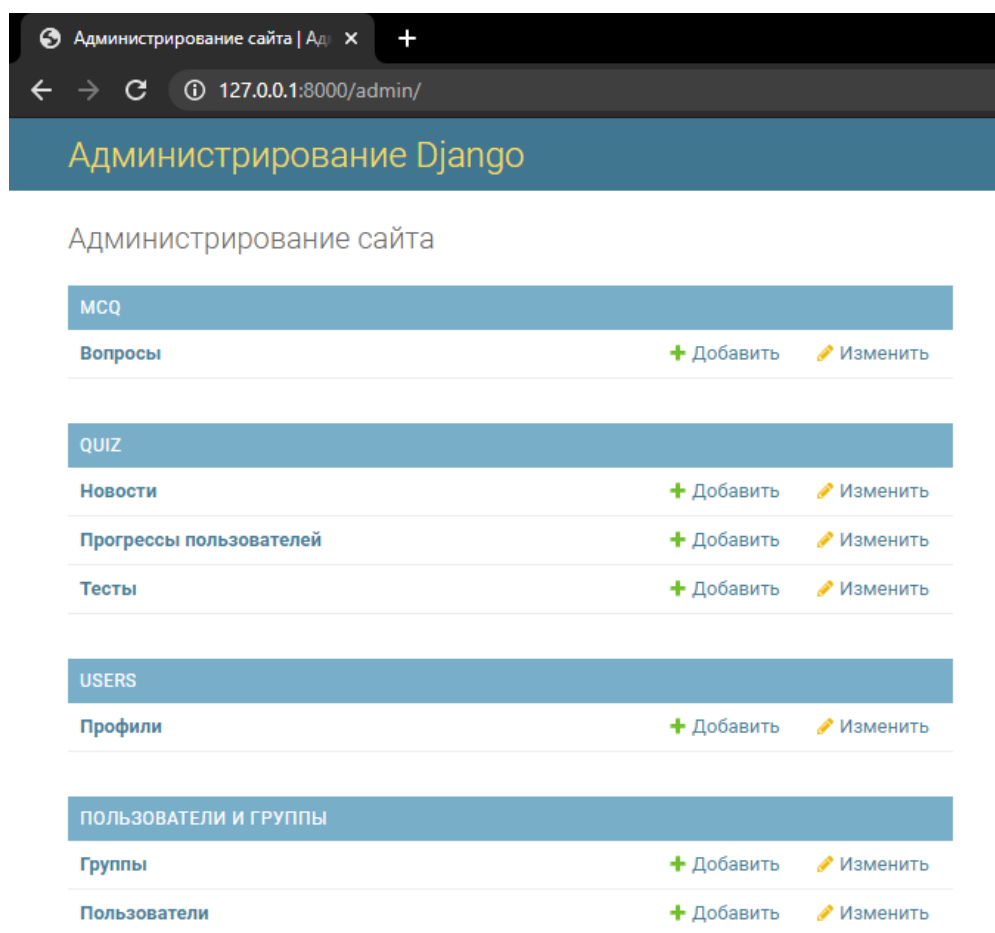 Администрирование сайта | Ад
127.0.0.1:8000/admin/
Администрирование Django
Администрирование сайта
MCQ
Вопросы Добавить Изменить
QUIZ
Новости Добавить Изменить
Прогрессы пользователей Добавить Изменить
Тесты Добавить Изменить
USERS
Профили Добавить Изменить
ПОЛЬЗОВАТЕЛИ И ГРУППЫ
Группы Добавить Изменить
Пользователи Добавить Изменить